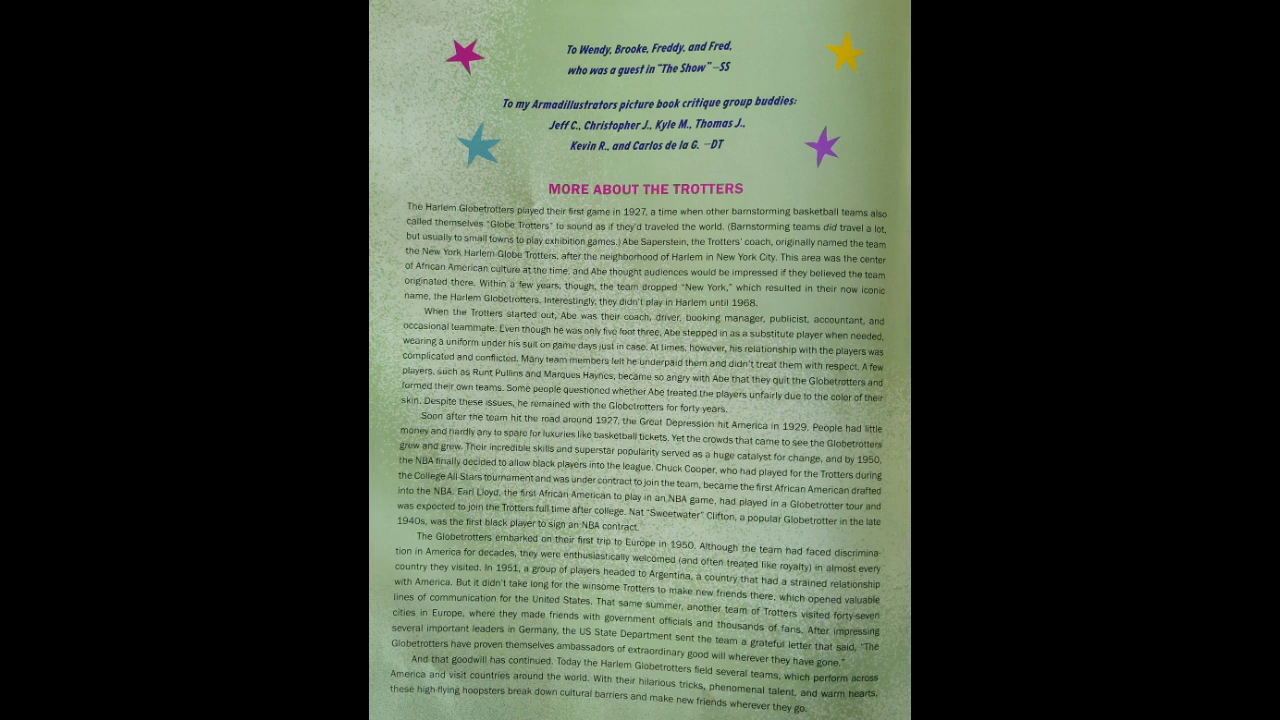 To Wendy, Brooke, Freddy, and Fred,
who was a guest in "The Show" —SS
To my Armadillustrators picture book critique group buddies:
Jeff C., Christopher J., Kyle M., Thomas J.,
Kevin R., and Carlos de la G. —DT
MORE ABOUT THE TROTTERS
The Harlem Globetrotters played their first game in 1927, a time when other barnstorming basketball teams also
called themselves "Globe Trotters" to sound as if they'd traveled the world. (Barnstorming teams did travel a lot,
but usually to small towns to play exhibition games.) Abe Saperstein, the Trotters' coach, originally named the team
the New York Harlem Globe Trotters, after the neighborhood of Harlem in New York City. This area was the center
of African American culture at the time, and Abe thought audiences would be impressed if they believed the team
originated there. Within a few years, though, the team dropped "New York," which resulted in their now iconic
name, the Harlem Globetrotters. Interestingly, they didn't play in Harlem until 1968.
When the Trotters started out, Abe was their coach, driver, booking manager, publicist, accountant, and
occasional teammate. Even though he was only five foot three, Abe stepped in as a substitute player when needed,
wearing a uniform under his suit on game days just in case. At times, however, his relationship with the players was
complicated and conflicted. Many team members felt he underpaid them and didn't treat them with respect. A few
players, such as Runt Pullins and Marques Haynes, became so angry with Abe that they quit the Globetrotters and
formed their own teams. Some people questioned whether Abe treated the players unfairly due to the color of their
skin. Despite these issues, he remained with the Globetrotters for forty years.
Soon after the team hit the road around 1927, the Great Depression hit America in 1929. People had little
money and hardly any to spare for luxuries like basketball tickets. Yet the crowds that came to see the Globetrotters
grew and grew. Their incredible skills and superstar popularity served as a huge catalyst for change, and by 1950,
the NBA finally decided to allow black players into the league. Chuck Cooper, who had played for the Trotters during
the College All-Stars tournament and was under contract to join the team, became the first African American drafted
into the NBA. Earl Lloyd, the first African American to play in an NBA game, had played in a Globetrotter tour and
was expected to join the Trotters full time after college. Nat "Sweetwater" Clifton, a popular Globetrotter in the late
1940s, was the first black player to sign an NBA contract.
The Globetrotters embarked on their first trip to Europe in 1950. Although the team had faced discrimina-
tion in America for decades, they were enthusiastically welcomed (and often treated like royalty) in almost every
country they visited. In 1951, a group of players headed to Argentina, a country that had a strained relationship
with America. But it didn't take long for the winsome Trotters to make new friends there, which opened valuable
lines of communication for the United States. That same summer, another team of Trotters visited forty-seven
cities in Europe, where they made friends with government officials and thousands of fans. After impressing
several important leaders in Germany, the US State Department sent the team a grateful letter that said, "The
Globetrotters have proven themselves ambassadors of extraordinary good will wherever they have gone."
And that goodwill has continued. Today the Harlem Globetrotters field several teams, which perform across
America and visit countries around the world. With their hilarious tricks, phenomenal talent, and warm hearts,
these high-flying hoopsters break down cultural barriers and make new friends wherever they go.